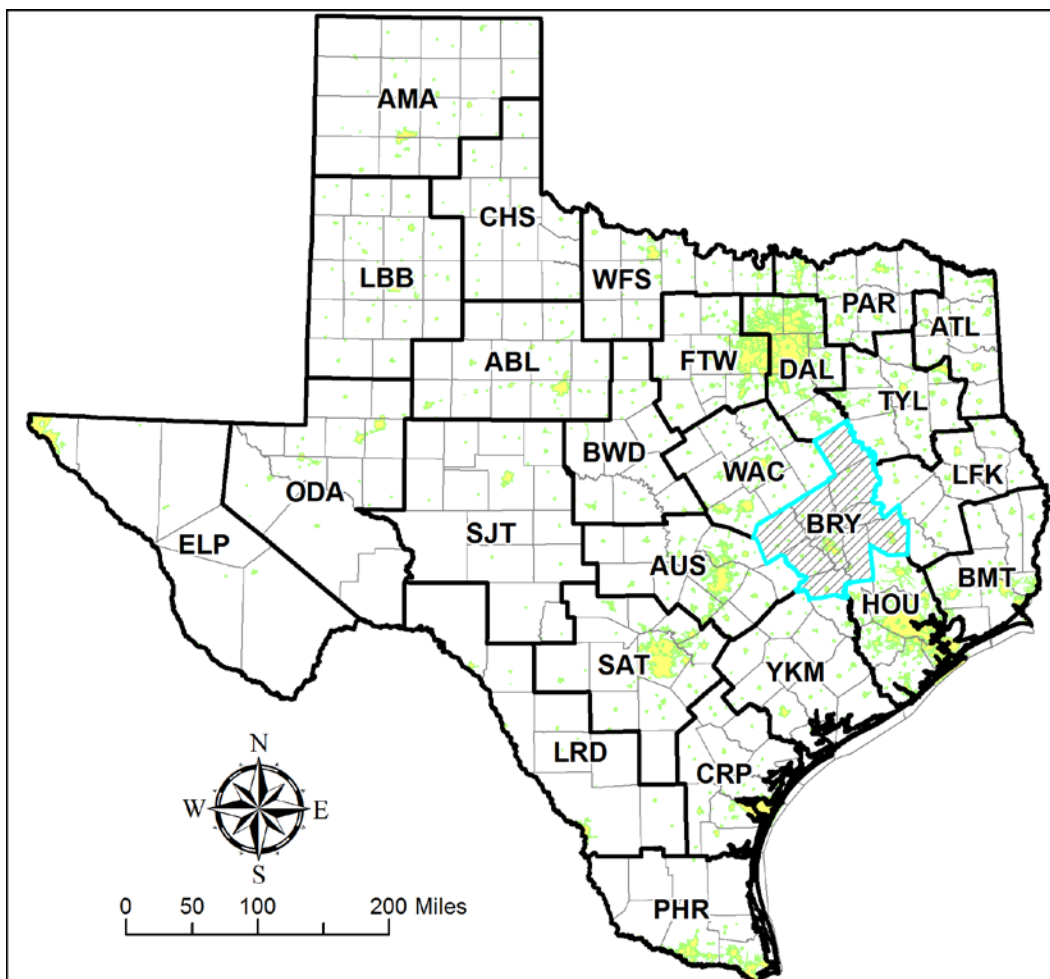 AMA
CHS
LBB
WFS
PAR
ATL
ABL
FTW
DAL
TYL
BWD
WAC
LFK
ODA
SJT
BRY
ELP
AUS
BMT
HOU
SAT
YKM
LRD
CRP
PHR
N
W E
S
0 50 100 200 Miles